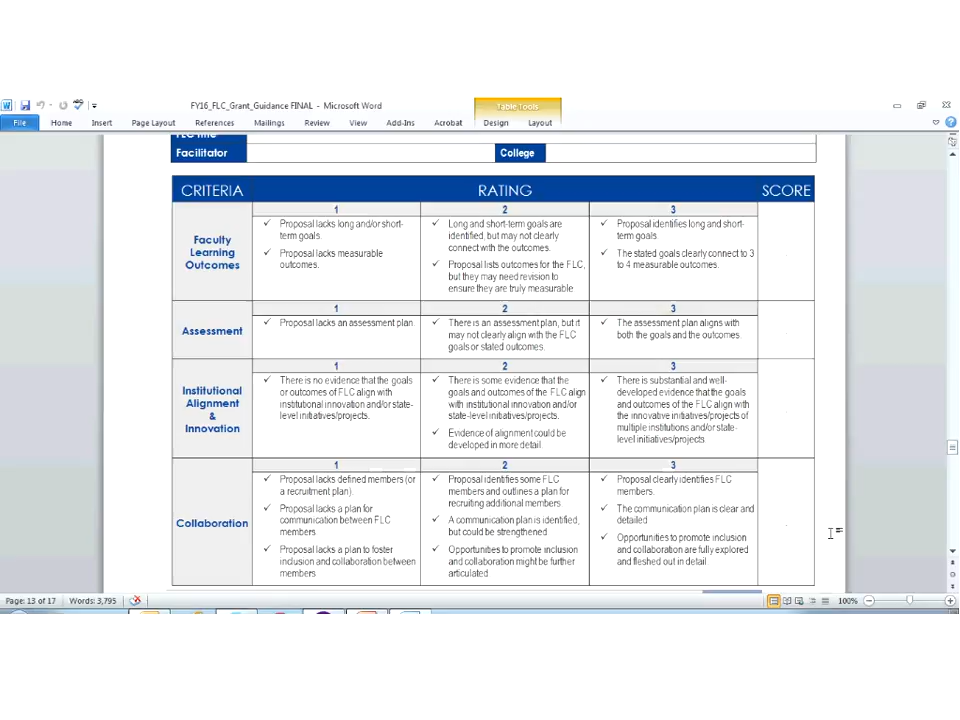 FY16_FLC_Grant_Guidance FINAL - Microsoft Word
Table Tools
File Home Insert Page Layout References Mailings Review View Add-Ins Acrobat Design Layout
Facilitator College
CRITERIA RATING SCORE
1 2 3
Faculty
Learning
Outcomes
Proposal lacks long and/or short-
term goals.
Proposal lacks measurable
outcomes.
Long and short-term goals are
identified, but may not clearly
connect with the outcomes.
Proposal lists outcomes for the FLC,
but they may need revision to
ensure they are truly measurable
Proposal identifies long and short-
term goals
The stated goals clearly connect to 3
to 4 measurable outcomes.
1 2 3
Assessment
Proposal lacks an assessment plan.
There is an assessment plan, but it
may not clearly align with the FLC
goals or stated outcomes.
The assessment plan aligns with
both the goals and the outcomes
1 2 3
Institutional
Alignment
&
Innovation
There is no evidence that the goals
or outcomes of FLC align with
institutional innovation and/or state-
level initiatives/projects.
There is some evidence that the
goals and outcomes of the FLC align
with institutional innovation and/or
state-level initiatives/projects.
Evidence of alignment could be
developed in more detail
There is substantial and well-
developed evidence that the goals
and outcomes of the FLC align with
the innovative initiatives/projects of
multiple institutions and/or state-
level initiatives/projects
1 2 3
Collaboration
Proposal lacks defined members (or
a recruitment plan).
Proposal lacks a plan for
communication between FLC
members
Proposal lacks a plan to foster
inclusion and collaboration between
members
Proposal identifies some FLC
members and outlines a plan for
recruiting additional members
A communication plan is identified,
but could be strengthened
Opportunities to promote inclusion
and collaboration might be further
articulated
Proposal clearly identifies FLC
members.
The communication plan is clear and
detailed
Opportunities to promote inclusion
and collaboration are fully explored
and fleshed out in detail
Page: 13 of 17 Words: 3,795 100%